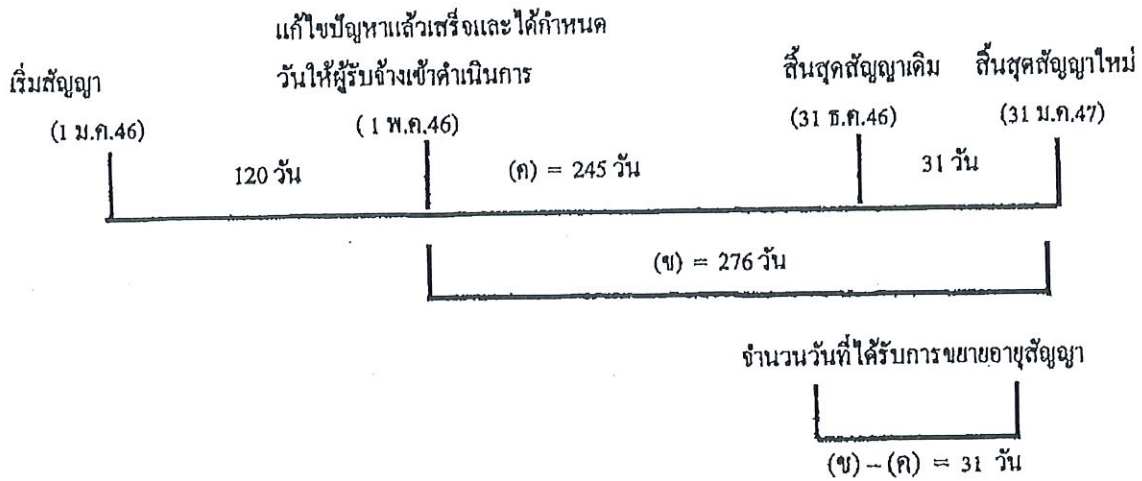 แก้ไขปัญหาแล้วเสร็จและได้กำหนด
เริ่มสัญญา วันให้ผู้รับจ้างเข้าดำเนินการ สิ้นสุดสัญญาเดิม สิ้นสุดสัญญาใหม่
(1 ม.ค.46) (1 พ.ค.46) (31 ธ.ค.46) (31 ม.ค.47)
120 วัน (ค) = 245 วัน 31 วัน
(ข) = 276 วัน
จำนวนวันที่ได้รับการขยายอายุสัญญา
(ข) – (ค) = 31 วัน